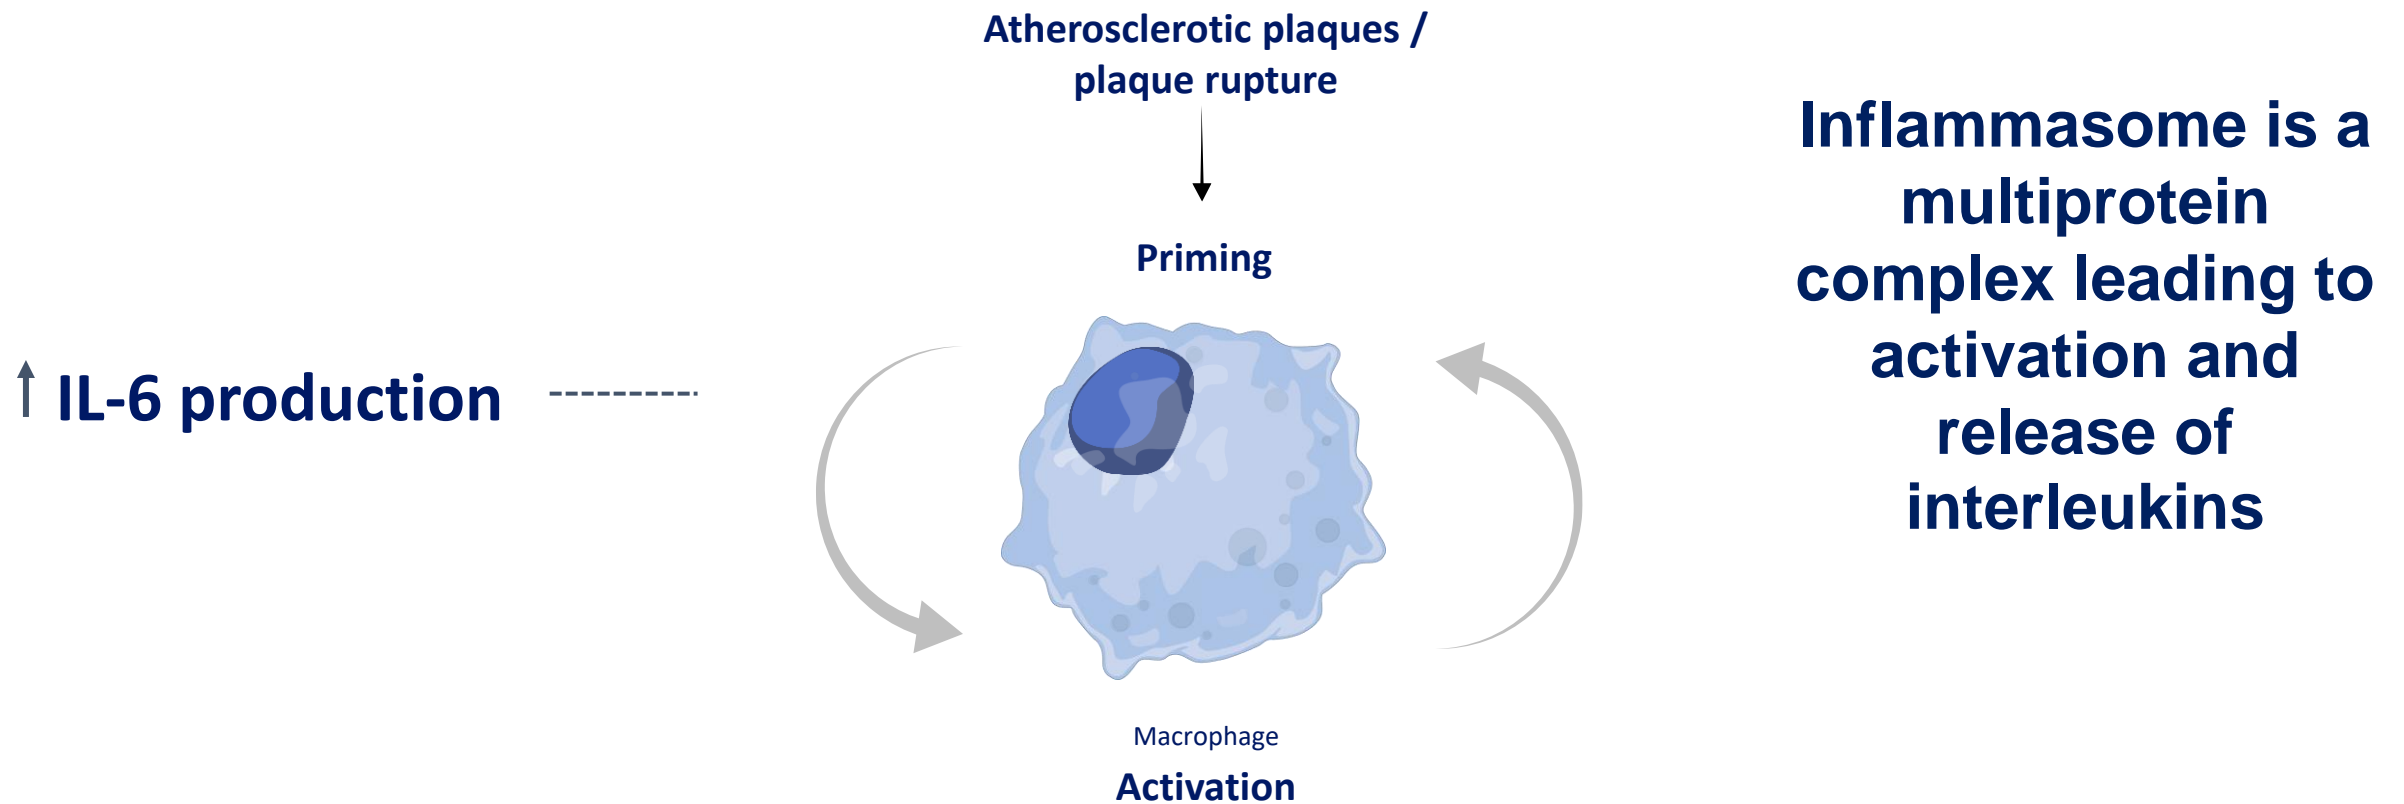 Atherosclerotic plaques /
plaque rupture
Priming
IL-6 production
Macrophage
Activation
Inflammasome is a
multiprotein
complex leading to
activation and
release of
interleukins